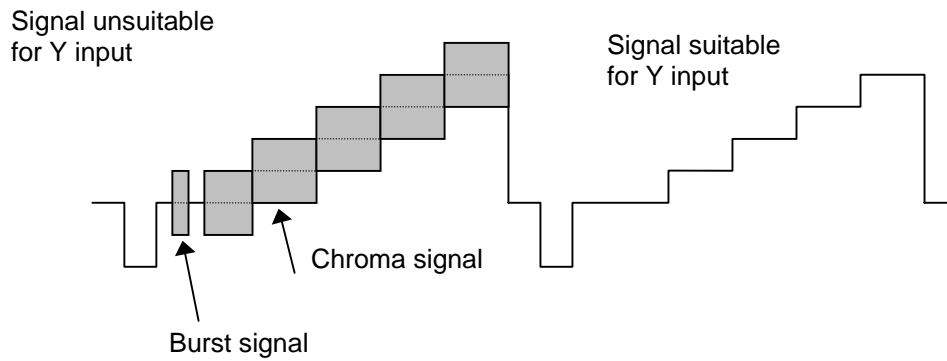 Signal unsuitable
for Y input
Signal suitable
for Y input
Chroma signal
Burst signal